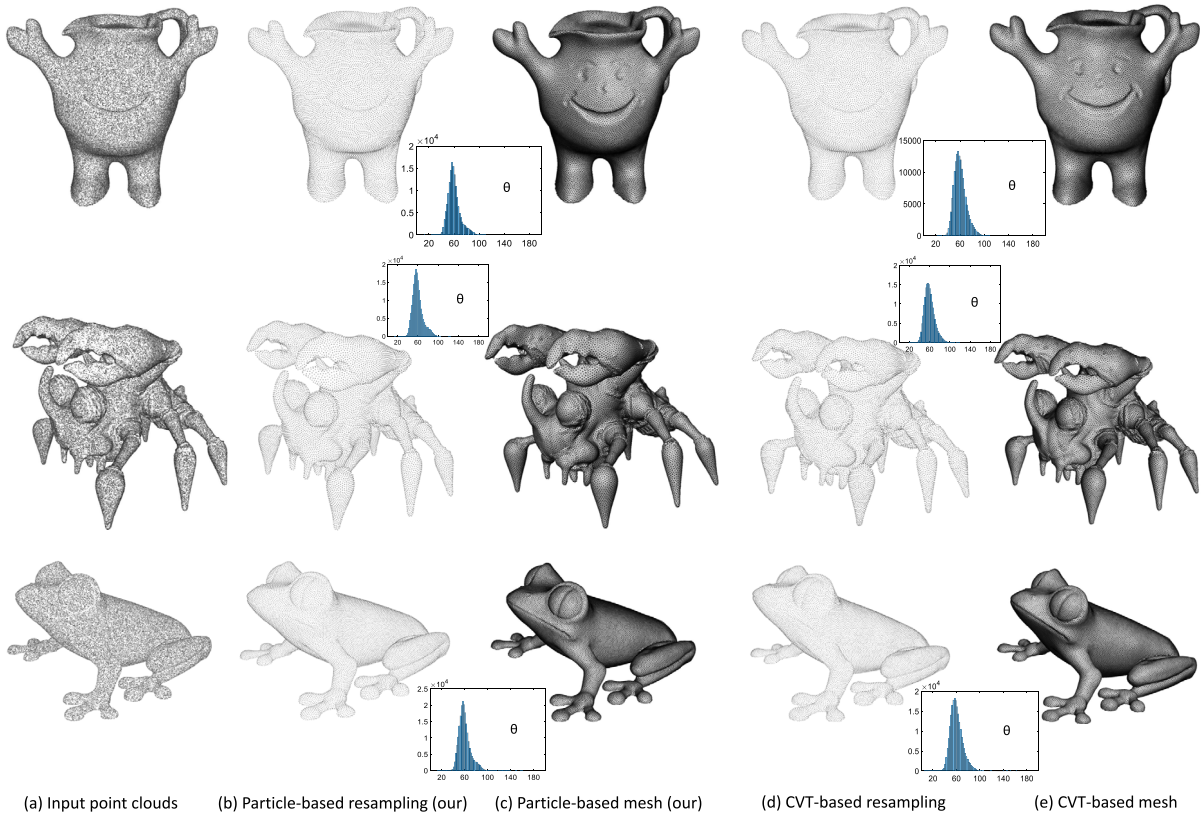 ×10⁴
2
1.5
1
0.5
0
θ
20 60 100 140 180
15000
10000
5000
0
θ
20 60 100 140 180
×10⁴
2
1.5
1
0.5
0
θ
20 60 100 140 180
×10⁴
2
1.5
1
0.5
0
θ
20 60 100 140 180
×10⁴
2.5
2
1.5
1
0.5
0
θ
20 60 100 140 180
×10⁴
2
1.5
1
0.5
0
θ
20 60 100 140 180
(a) Input point clouds
(b) Particle-based resampling (our)
(c) Particle-based mesh (our)
(d) CVT-based resampling
(e) CVT-based mesh